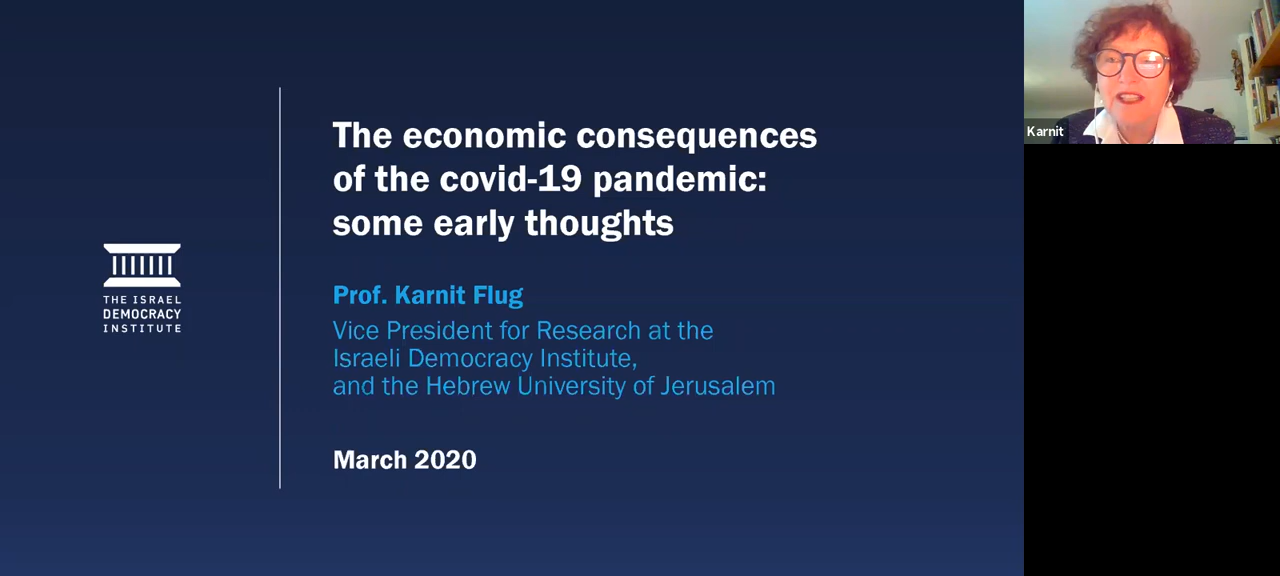 The economic consequences
of the covid-19 pandemic:
some early thoughts
Prof. Karnit Flug
Vice President for Research at the
Israeli Democracy Institute,
and the Hebrew University of Jerusalem
March 2020
THE ISRAEL
DEMOCRACY
INSTITUTE
Karnit